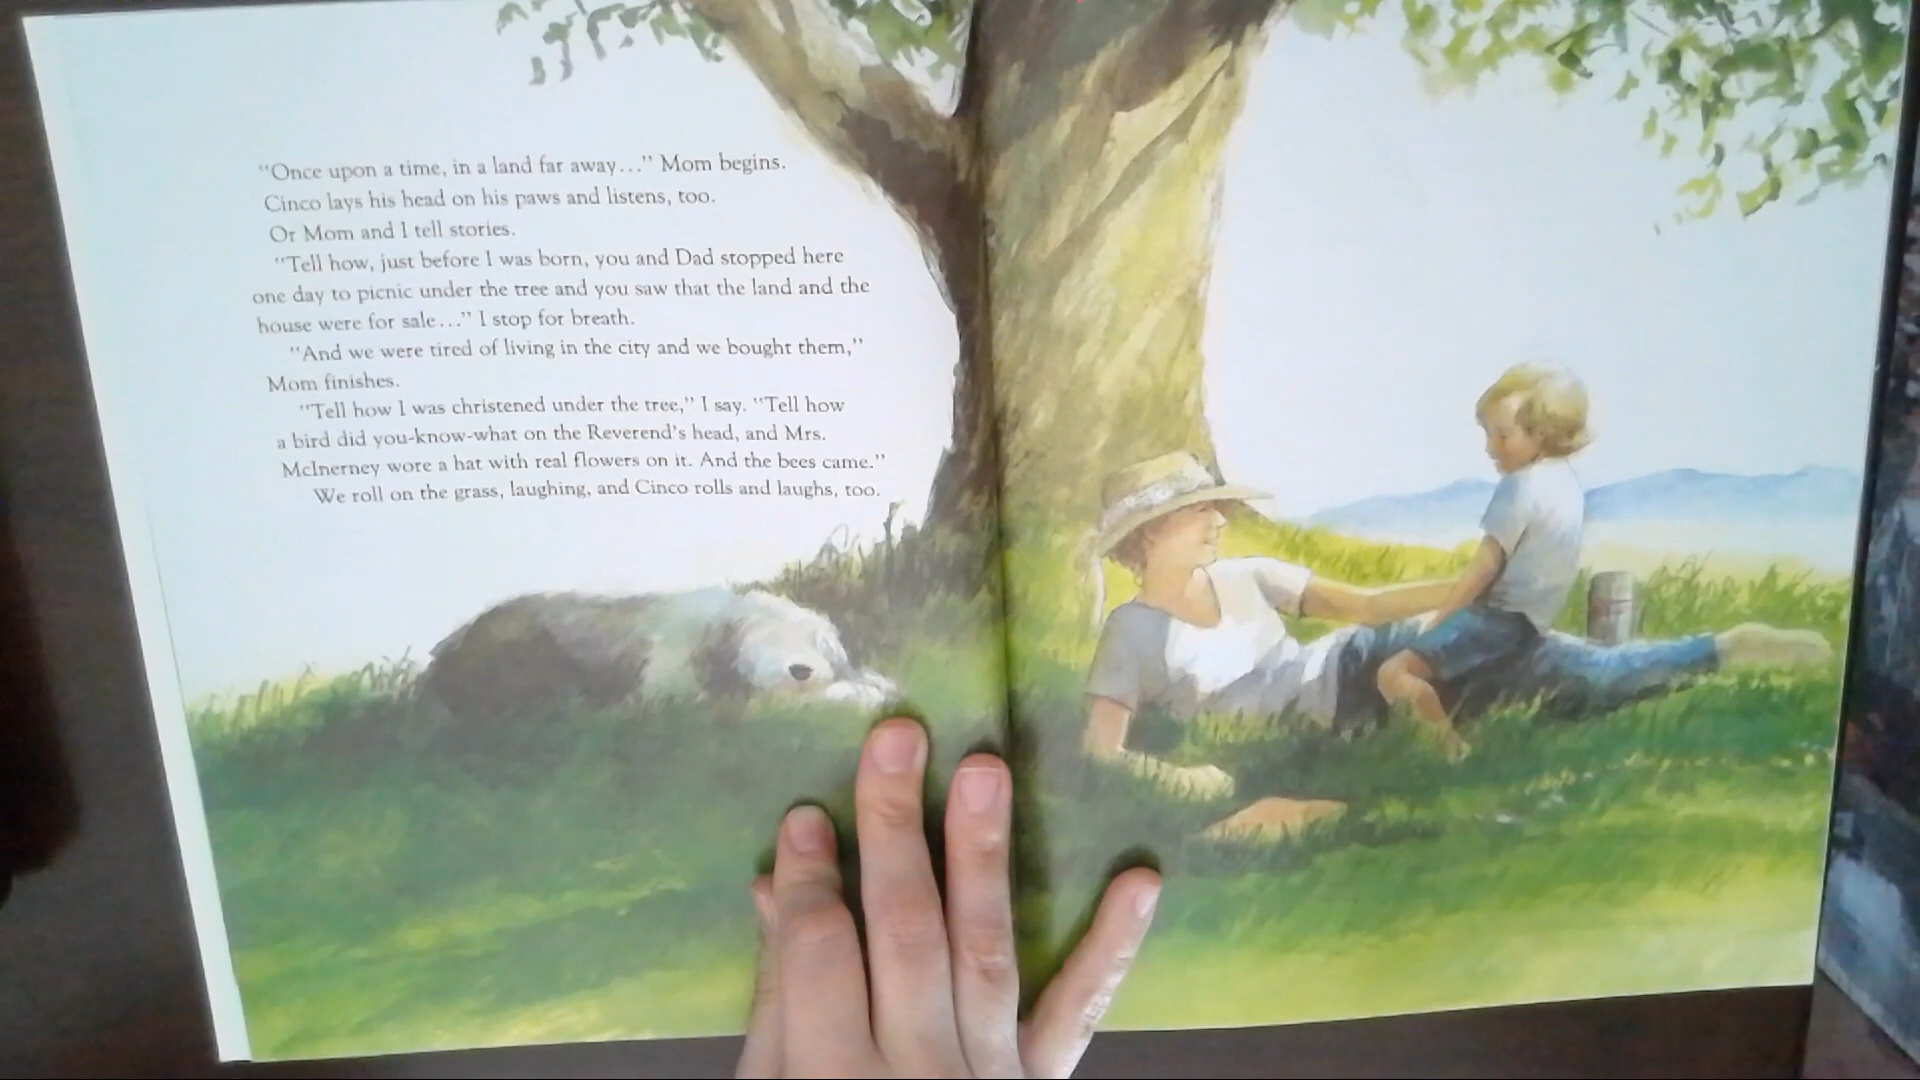 “Once upon a time, in a land far away…” Mom begins.
Cinco lays his head on his paws and listens, too.
Or Mom and I tell stories.
“Tell how, just before I was born, you and Dad stopped here
one day to picnic under the tree and you saw that the land and the
house were for sale…” I stop for breath.
“And we were tired of living in the city and we bought them,”
Mom finishes.
“Tell how I was christened under the tree,” I say. “Tell how
a bird did you-know-what on the Reverend’s head, and Mrs.
McInerney wore a hat with real flowers on it. And the bees came.”
We roll on the grass, laughing, and Cinco rolls and laughs, too.